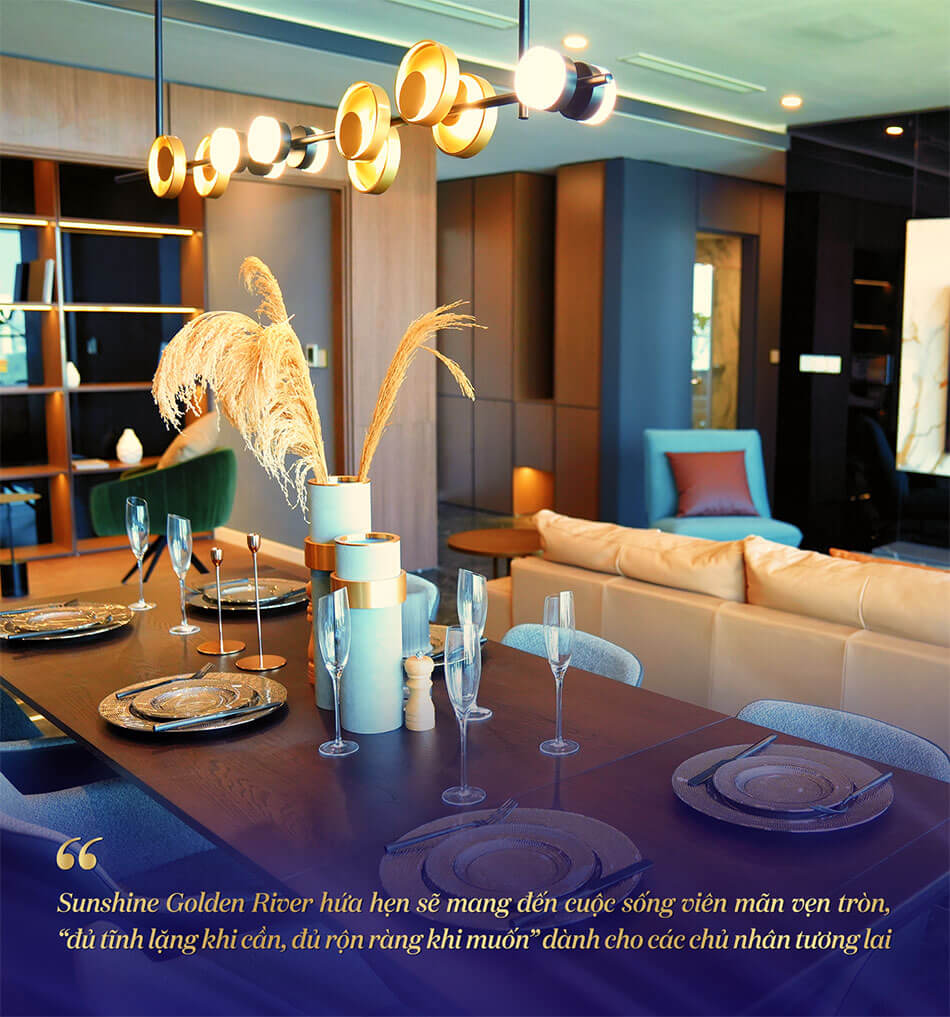 “
Sunshine Golden River hứa hẹn sẽ mang đến cuộc sống viên mãn vẹn tròn,
“đủ tĩnh lặng khi cần, đủ rộn ràng khi muốn” dành cho các chủ nhân tương lai